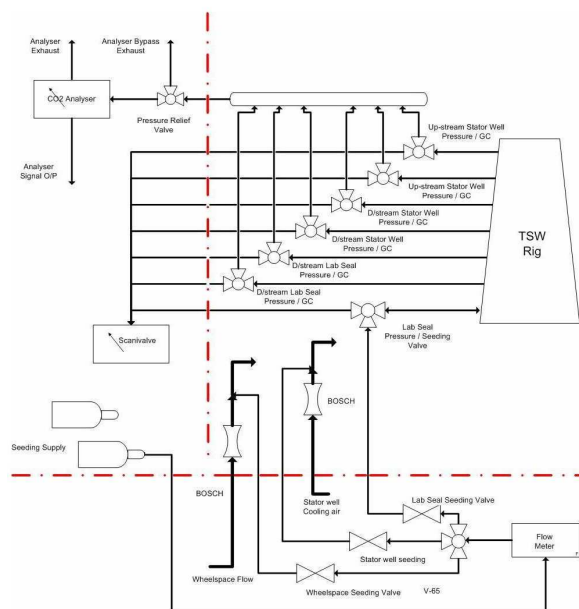 Analyser
Exhaust
Analyser Bypass
Exhaust
CO2 Analyser
Pressure Relief
Valve
Analyser
Signal O/P
Up-stream Stator Well
Pressure / GC
Up-stream Stator Well
Pressure / GC
D/stream Stator Well
Pressure / GC
D/stream Stator Well
Pressure / GC
D/stream Lab Seal
Pressure / GC
D/stream Lab Seal
Pressure / GC
TSW
Rig
Scanivalve
Lab Seal
Pressure / Seeding
Valve
BOSCH
Seeding Supply
BOSCH
Stator well
Cooling air
Lab Seal Seeding Valve
Flow
Meter
Stator well seeding
Wheelspace Flow
Wheelspace Seeding Valve
V-65